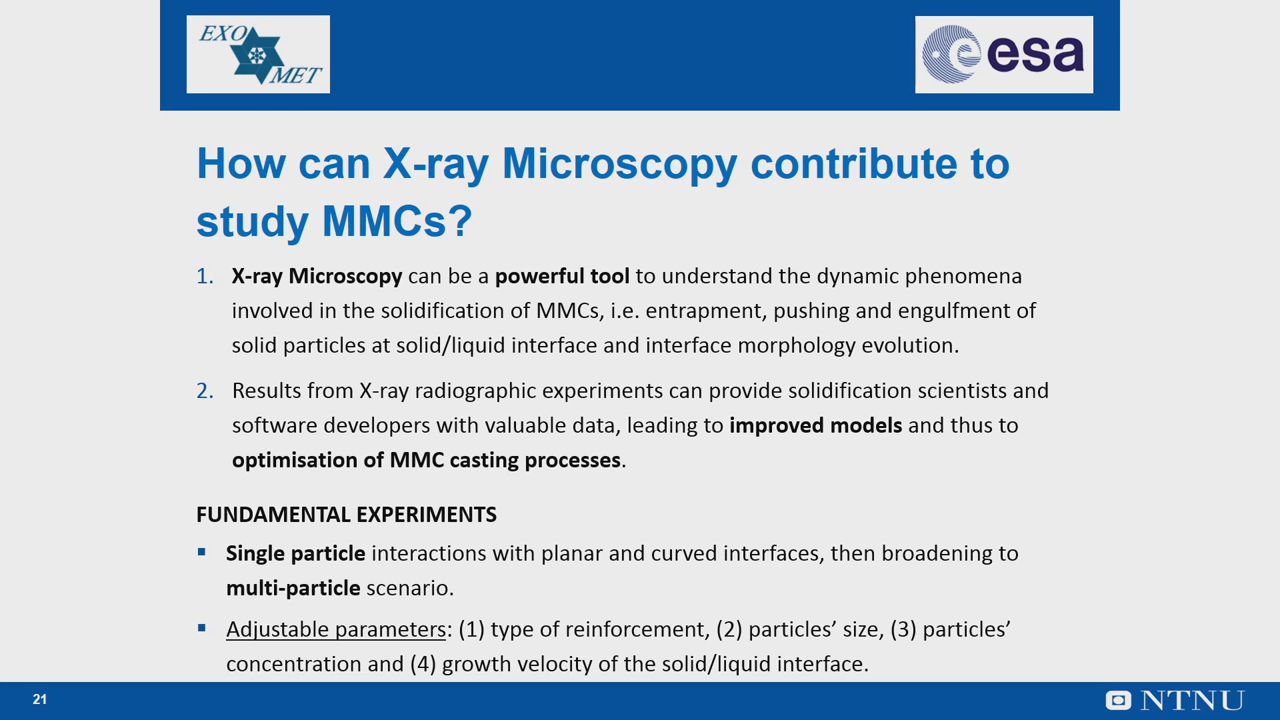 EXO
MET
esa
How can X-ray Microscopy contribute to
study MMCs?
1. X-ray Microscopy can be a powerful tool to understand the dynamic phenomena
involved in the solidification of MMCs, i.e. entrapment, pushing and engulfment of
solid particles at solid/liquid interface and interface morphology evolution.
2. Results from X-ray radiographic experiments can provide solidification scientists and
software developers with valuable data, leading to improved models and thus to
optimisation of MMC casting processes.
FUNDAMENTAL EXPERIMENTS
▪ Single particle interactions with planar and curved interfaces, then broadening to
multi-particle scenario.
▪ Adjustable parameters: (1) type of reinforcement, (2) particles’ size, (3) particles’
concentration and (4) growth velocity of the solid/liquid interface.
21
NTNU